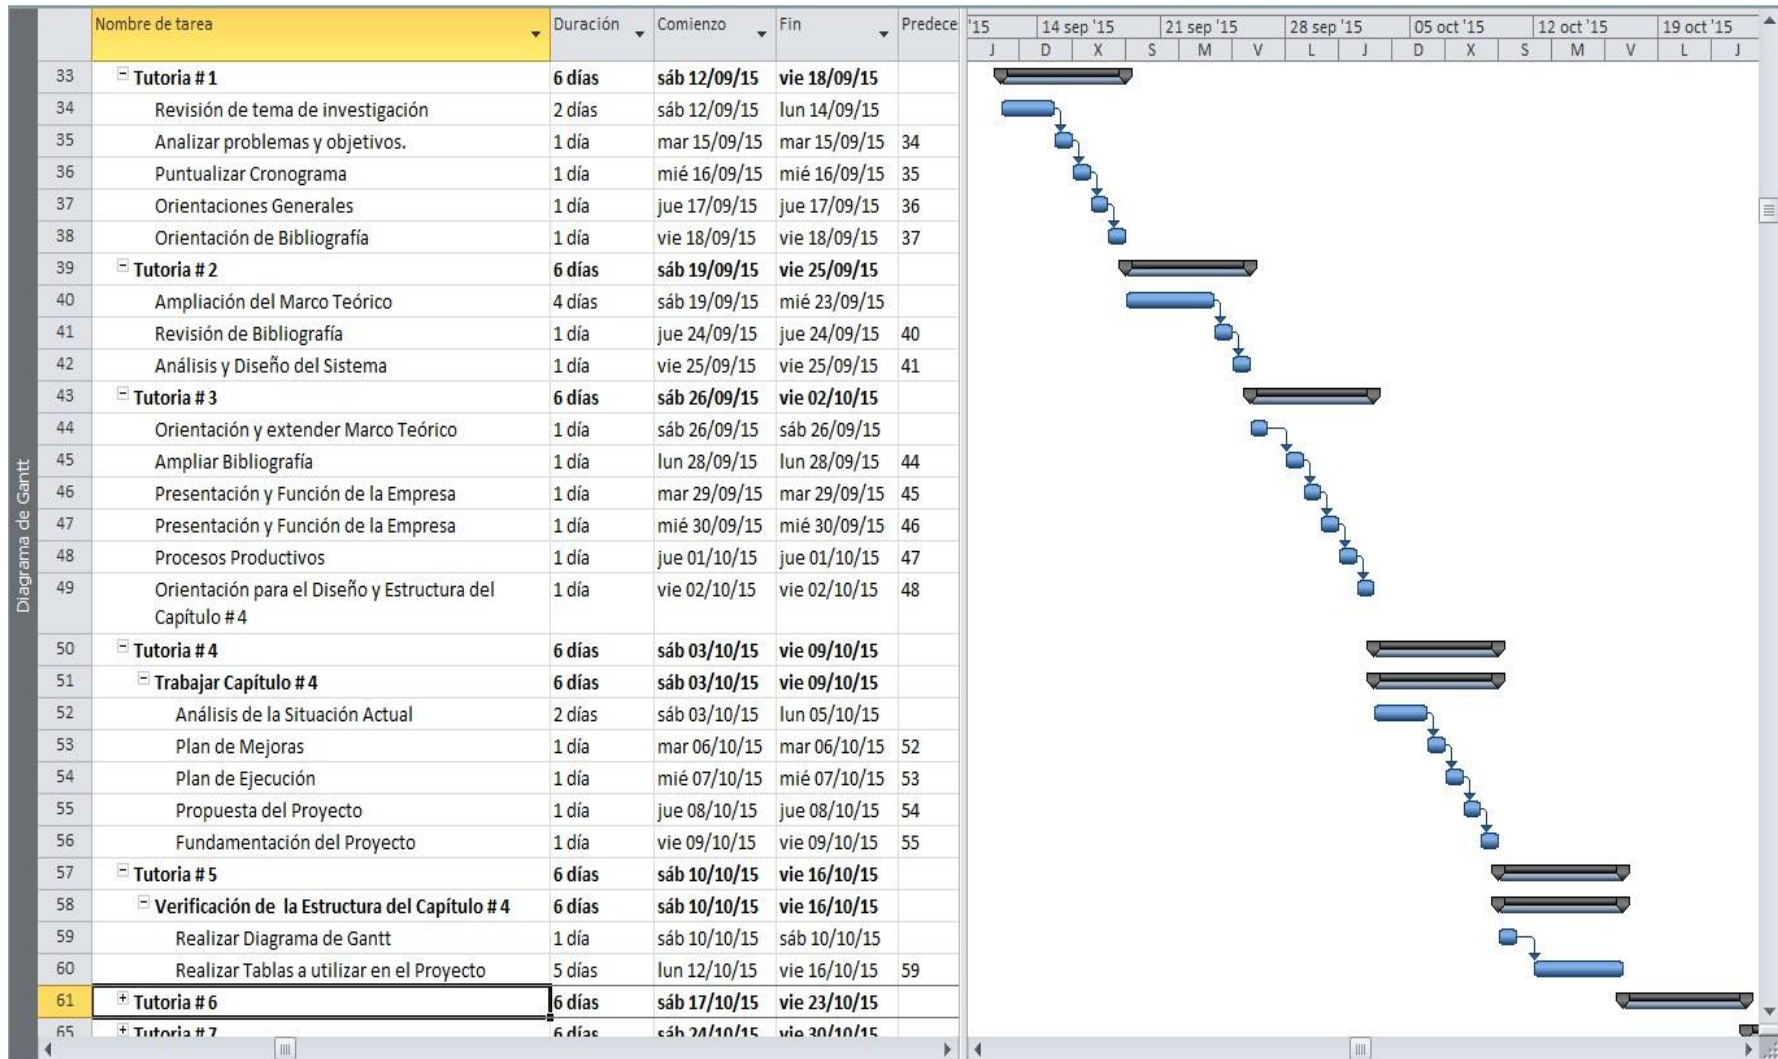 Nombre de tarea Duración Comienzo Fin Predece
'15 14 sep '15 21 sep '15 28 sep '15 05 oct '15 12 oct '15 19 oct '15
J D X S M V L J D X S M V L J
33 Tutoria # 1 6 días sáb 12/09/15 vie 18/09/15
34 Revisión de tema de investigación 2 días sáb 12/09/15 lun 14/09/15
35 Analizar problemas y objetivos. 1 día mar 15/09/15 mar 15/09/15 34
36 Puntualizar Cronograma 1 día mié 16/09/15 mié 16/09/15 35
37 Orientaciones Generales 1 día jue 17/09/15 jue 17/09/15 36
38 Orientación de Bibliografía 1 día vie 18/09/15 vie 18/09/15 37
39 Tutoria # 2 6 días sáb 19/09/15 vie 25/09/15
40 Ampliación del Marco Teórico 4 días sáb 19/09/15 mié 23/09/15
41 Revisión de Bibliografía 1 día jue 24/09/15 jue 24/09/15 40
42 Análisis y Diseño del Sistema 1 día vie 25/09/15 vie 25/09/15 41
43 Tutoria # 3 6 días sáb 26/09/15 vie 02/10/15
44 Orientación y extender Marco Teórico 1 día sáb 26/09/15 sáb 26/09/15
45 Ampliar Bibliografía 1 día lun 28/09/15 lun 28/09/15 44
46 Presentación y Función de la Empresa 1 día mar 29/09/15 mar 29/09/15 45
47 Presentación y Función de la Empresa 1 día mié 30/09/15 mié 30/09/15 46
48 Procesos Productivos 1 día jue 01/10/15 jue 01/10/15 47
49 Orientación para el Diseño y Estructura del 1 día vie 02/10/15 vie 02/10/15 48
Capítulo # 4
50 Tutoria # 4 6 días sáb 03/10/15 vie 09/10/15
51 Trabajar Capítulo # 4 6 días sáb 03/10/15 vie 09/10/15
52 Análisis de la Situación Actual 2 días sáb 03/10/15 lun 05/10/15
53 Plan de Mejoras 1 día mar 06/10/15 mar 06/10/15 52
54 Plan de Ejecución 1 día mié 07/10/15 mié 07/10/15 53
55 Propuesta del Proyecto 1 día jue 08/10/15 jue 08/10/15 54
56 Fundamentación del Proyecto 1 día vie 09/10/15 vie 09/10/15 55
57 Tutoria # 5 6 días sáb 10/10/15 vie 16/10/15
58 Verificación de la Estructura del Capítulo # 4 6 días sáb 10/10/15 vie 16/10/15
59 Realizar Diagrama de Gantt 1 día sáb 10/10/15 sáb 10/10/15
60 Realizar Tablas a utilizar en el Proyecto 5 días lun 12/10/15 vie 16/10/15 59
61 Tutoria # 6 6 días sáb 17/10/15 vie 23/10/15
65 Tutoria # 7 6 días sáb 24/10/15 vie 30/10/15
Diagrama de Gantt